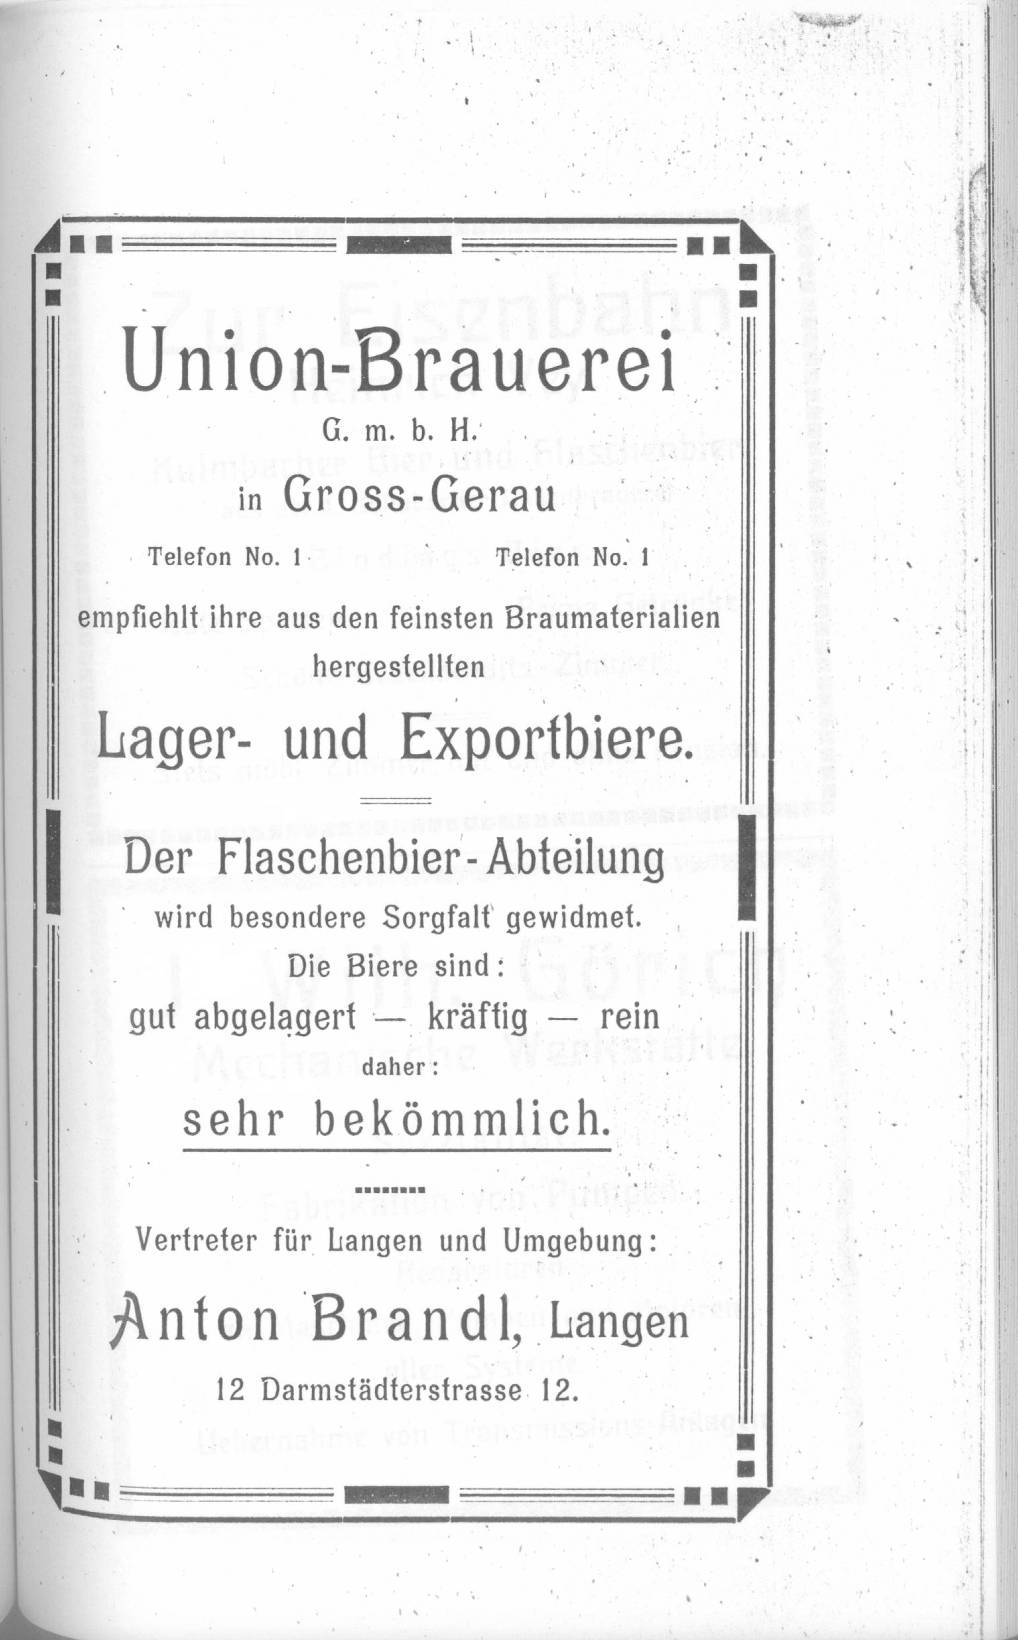 Union-Brauerei
G. m. b. H.
in Gross-Gerau
Telefon No. 1 Telefon No. 1
empfiehlt ihre aus den feinsten Braumaterialien
hergestellten
Lager- und Exportbiere.
Der Flaschenbier-Abteilung
wird besondere Sorgfalt gewidmet.
Die Biere sind:
gut abgelagert — kräftig — rein
daher:
sehr bekömmlich.
Vertreter für Langen und Umgebung:
Anton Brandl, Langen
12 Darmstädterstrasse 12.